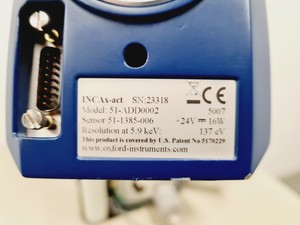 INCAx-act SN:23318
Model: 51-ADD0002 5007
Sensor 51-1385-006 +24V 16W
Resolution at 5.9 keV: 137 eV
This product is covered by U.S. Patent No 5170229
www.oxford-instruments.com
CE